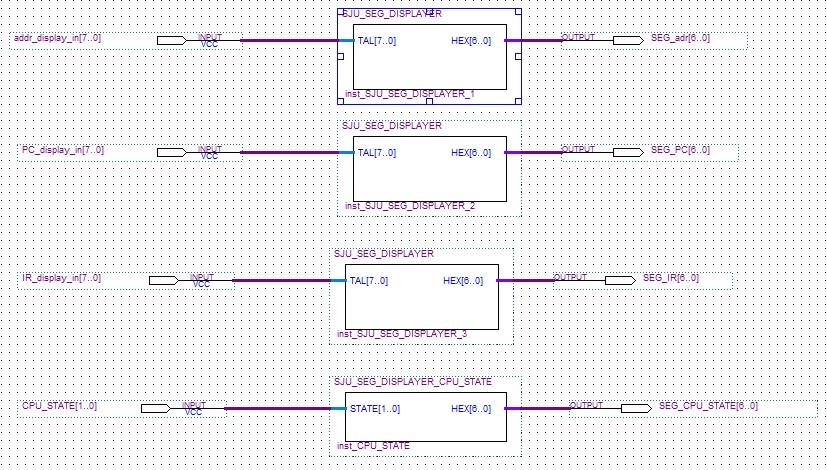 SJU_SEG_DISPLAYER
addr_display_in[7..0]
INPUT
VCC
TAL[7..0]
HEX[6..0]
OUTPUT
SEG_adr[6..0]
inst_SJU_SEG_DISPLAYER_1
SJU_SEG_DISPLAYER
PC_display_in[7..0]
INPUT
VCC
TAL[7..0]
HEX[6..0]
OUTPUT
SEG_PC[6..0]
inst_SJU_SEG_DISPLAYER_2
SJU_SEG_DISPLAYER
IR_display_in[7..0]
INPUT
VCC
TAL[7..0]
HEX[6..0]
OUTPUT
SEG_IR[6..0]
inst_SJU_SEG_DISPLAYER_3
SJU_SEG_DISPLAYER_CPU_STATE
CPU_STATE[1..0]
INPUT
VCC
STATE[1..0]
HEX[6..0]
OUTPUT
SEG_CPU_STATE[6..0]
inst_CPU_STATE